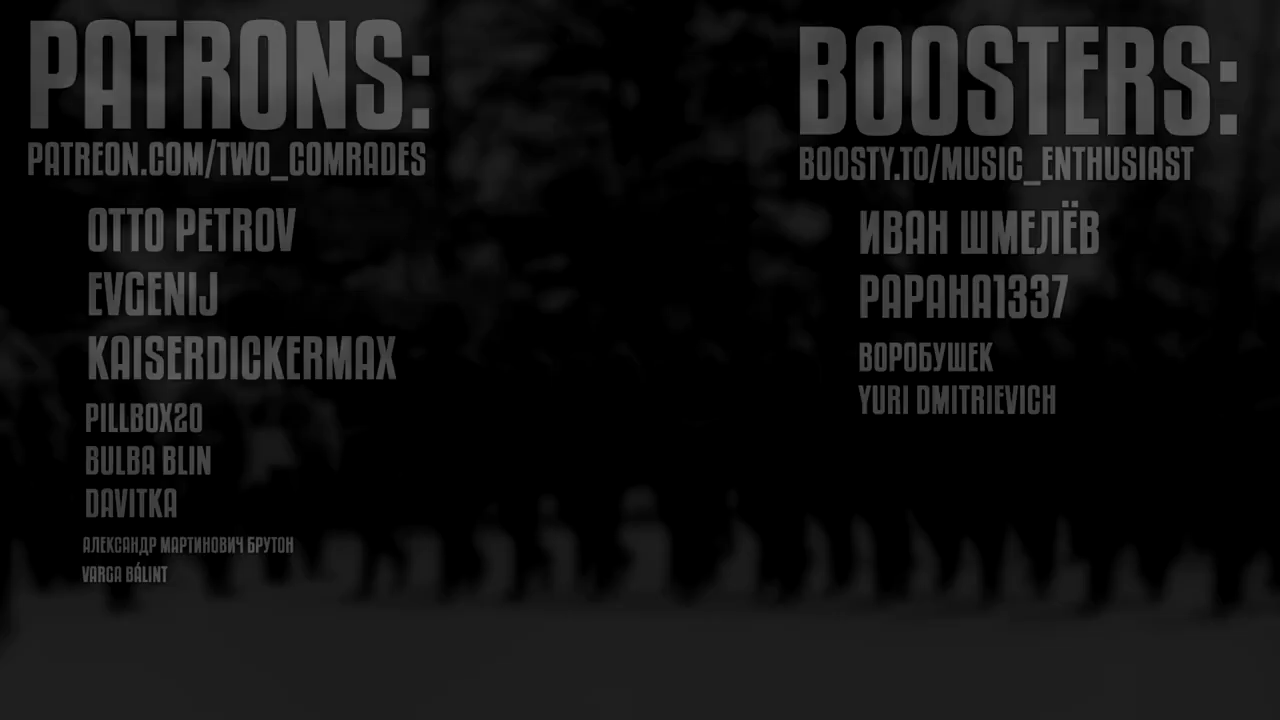 PATRONS:
PATREON.COM/TWO_COMRADES
OTTO PETROV
EVGENIJ
KAISERDICKERMAX
PILLBOX20
BULBA BLIN
DAVITKA
АЛЕКСАНДР МАРТИНОВИЧ БРУТОН
VARGA BÁLINT
BOOSTERS:
BOOSTY.TO/MUSIC_ENTHUSIAST
ИВАН ШМЕЛЁВ
PAPAHA1337
ВОРОБУШЕК
YURI DMITRIEVICH